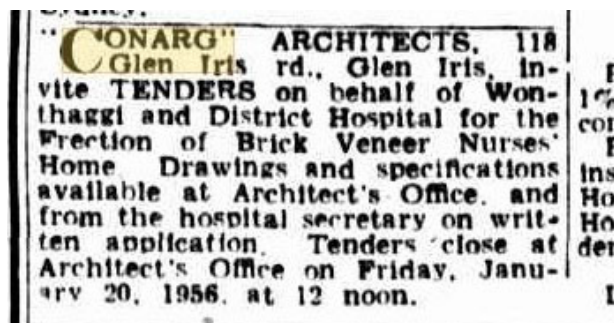 Sydney.
"CONARG" ARCHITECTS, 118
Glen Iris rd., Glen Iris, in-
vite TENDERS on behalf of Won-
thaggi and District Hospital for the
Erection of Brick Veneer Nurses'
Home Drawings and specifications
available at Architect's Office. and
from the hospital secretary on writ-
ten application. Tenders close at
Architect's Office on Friday, Janu-
ary 20, 1956. at 12 noon.